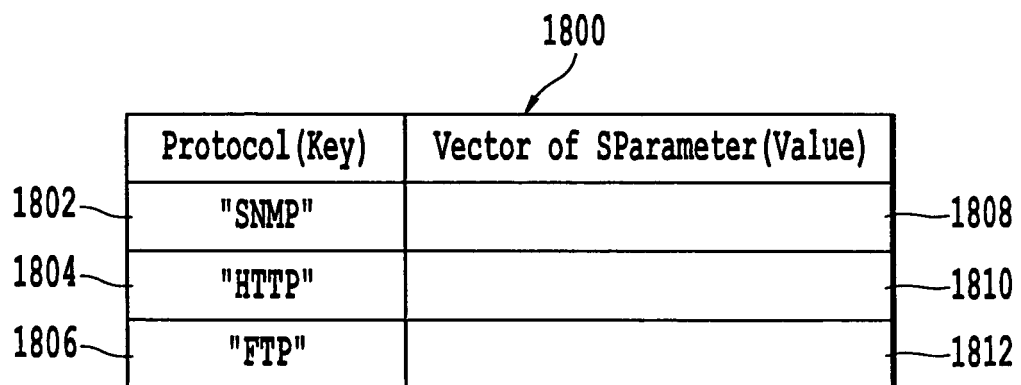 1800
Protocol(Key) Vector of SParameter(Value)
1802 "SNMP" 1808
1804 "HTTP" 1810
1806 "FTP" 1812